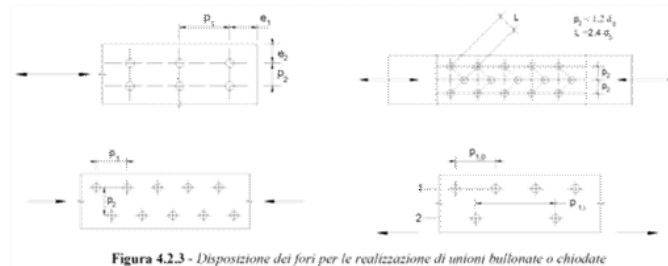 p₁ e₁
e₂
p₂
L
p₂ ≥ 1,2 d₀
L ≥ 2,4 d₀
p₂
p₂
p₁
p₂
p₁,₀
1
p₁,ᵢ
2
Figura 4.2.3 - Disposizione dei fori per le realizzazione di unioni bullonate o chiodate